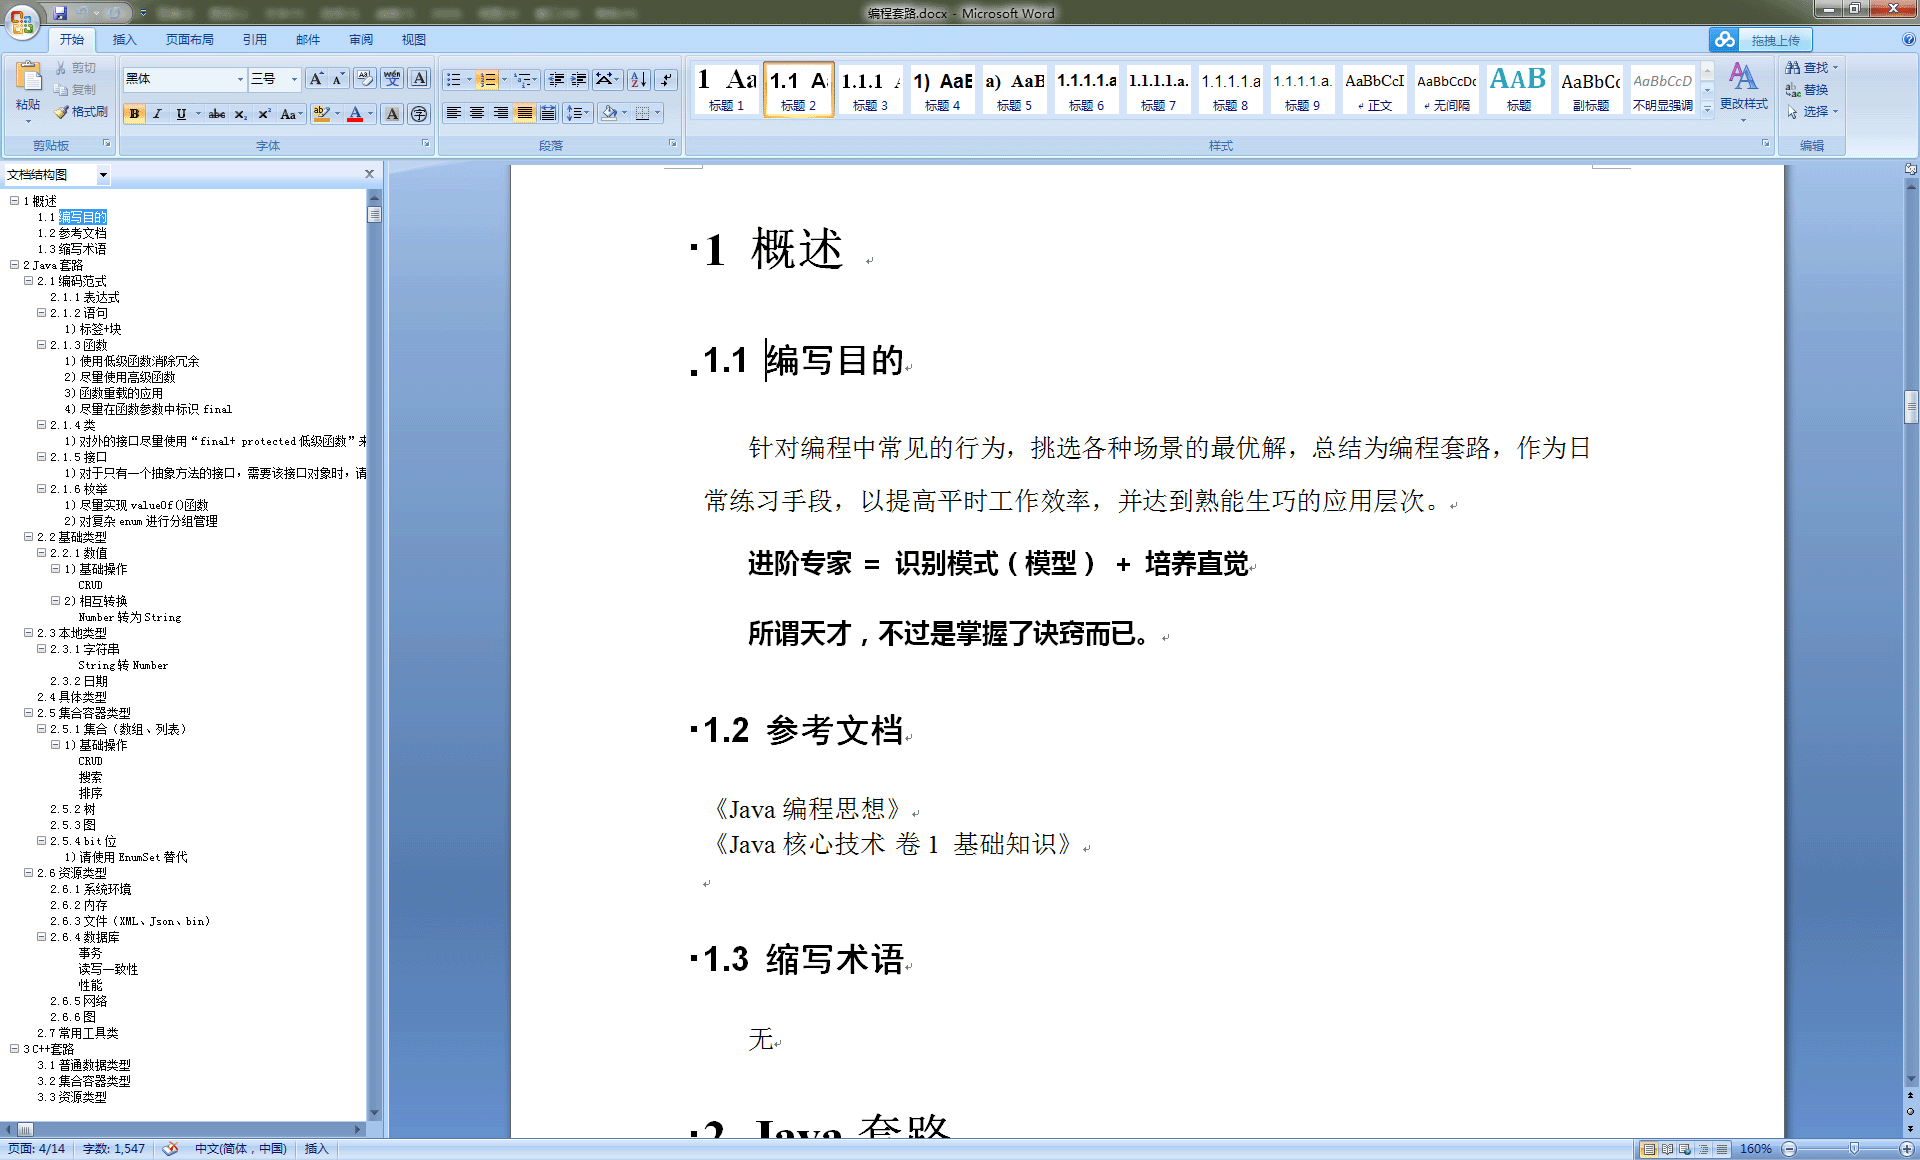 编程套路.docx - Microsoft Word
开始 插入 页面布局 引用 邮件 审阅 视图
拖拽上传
粘贴 剪切 复制 格式刷
剪贴板
黑体 三号
字体
段落
1 Aa 1.1 A 1.1.1 A 1) AaB a) AaB 1.1.1.1.a 1.1.1.1.a. 1.1.1.1.a 1.1.1.1.a. AaBbCcI AaBbCcDc AaB AaBbCc AaBbCcD
标题 1 标题 2 标题 3 标题 4 标题 5 标题 6 标题 7 标题 8 标题 9 正文 无间隔 标题 副标题 不明显强调
更改样式
样式
查找
替换
选择
编辑
文档结构图
1 概述
1.1 编写目的
1.2 参考文档
1.3 缩写术语
2 Java 套路
2.1 编码范式
2.1.1 表达式
2.1.2 语句
1) 标签+块
2.1.3 函数
1) 使用低级函数消除冗余
2) 尽量使用高级函数
3) 函数重载的应用
4) 尽量在函数参数中标识 final
2.1.4 类
1) 对外的接口尽量使用“final+ protected 低级函数”来
2.1.5 接口
1) 对于只有一个抽象方法的接口，需要该接口对象时，请
2.1.6 枚举
1) 尽量实现 valueOf()函数
2) 对复杂 enum 进行分组管理
2.2 基础类型
2.2.1 数值
1) 基础操作
CRUD
2) 相互转换
Number 转为 String
2.3 本地类型
2.3.1 字符串
String 转 Number
2.3.2 日期
2.4 具体类型
2.5 集合容器类型
2.5.1 集合（数组、列表）
1) 基础操作
CRUD
搜索
排序
2.5.2 树
2.5.3 图
2.5.4 bit 位
1) 请使用 EnumSet 替代
2.6 资源类型
2.6.1 系统环境
2.6.2 内存
2.6.3 文件（XML、Json、bin）
2.6.4 数据库
事务
读写一致性
性能
2.6.5 网络
2.6.6 图
2.7 常用工具类
3 C++套路
3.1 普通数据类型
3.2 集合容器类型
3.3 资源类型
1 概述
1.1 编写目的
针对编程中常见的行为，挑选各种场景的最优解，总结为编程套路，作为日
常练习手段，以提高平时工作效率，并达到熟能生巧的应用层次。
进阶专家 = 识别模式（模型） + 培养直觉
所谓天才，不过是掌握了诀窍而已。
1.2 参考文档
《Java 编程思想》
《Java 核心技术 卷 1 基础知识》
1.3 缩写术语
无
2 Java 套路
页面: 4/14 字数: 1,547 中文(简体，中国) 插入 160%